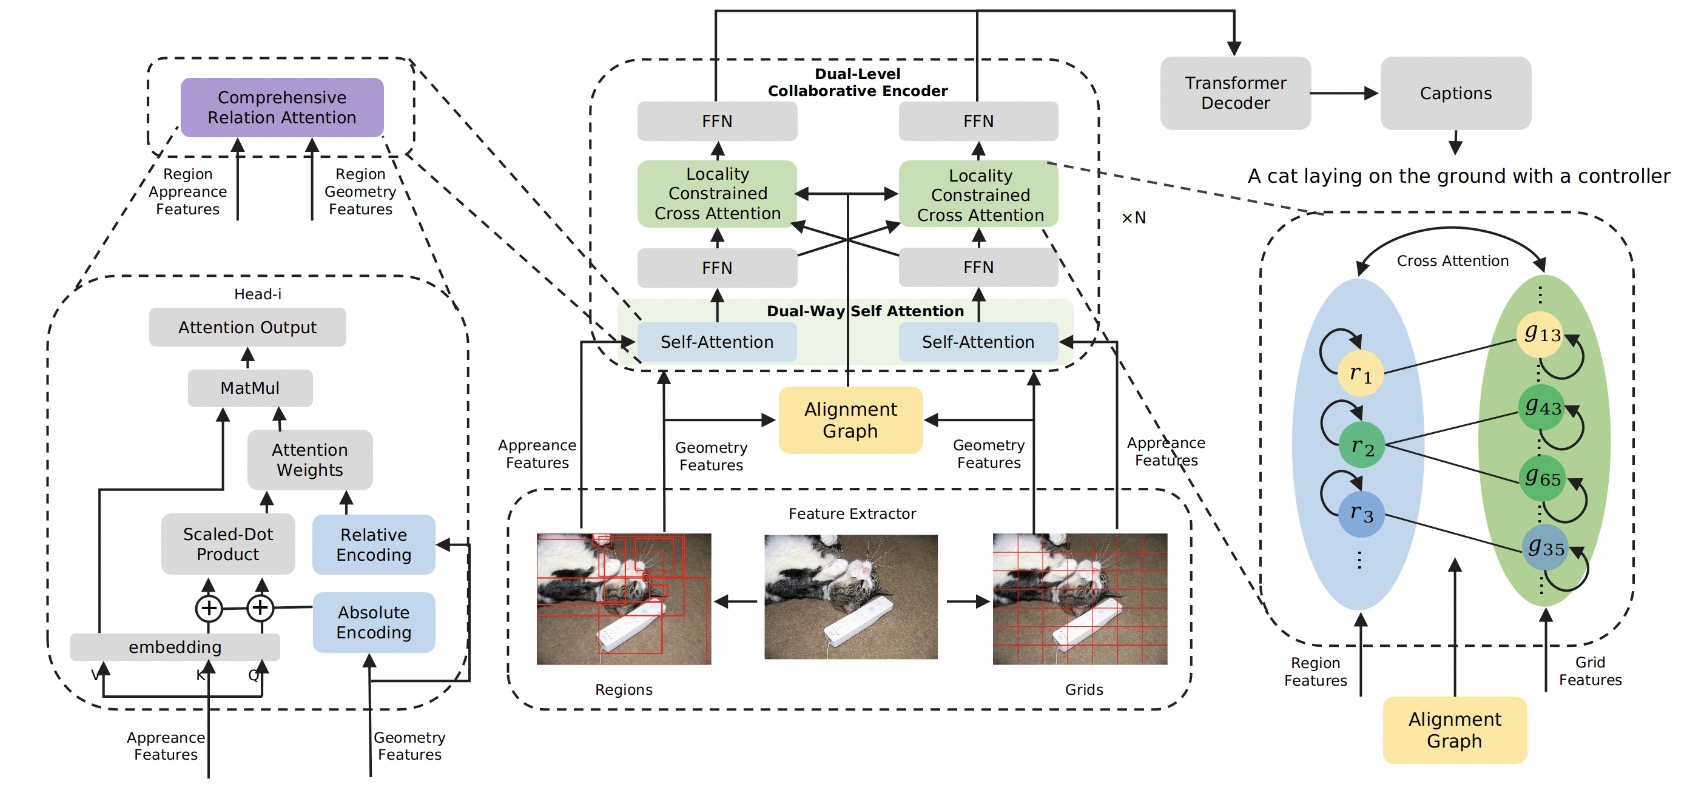 Comprehensive
Relation Attention
Region
Appreance
Features
Region
Geometry
Features
Head-i
Attention Output
MatMul
Attention
Weights
Scaled-Dot
Product
Relative
Encoding
Absolute
Encoding
embedding
V
K
Q
Appreance
Features
Geometry
Features
Dual-Level
Collaborative Encoder
FFN
FFN
Locality
Constrained
Cross Attention
Locality
Constrained
Cross Attention
FFN
FFN
Dual-Way Self Attention
Self-Attention
Self-Attention
×N
Alignment
Graph
Appreance
Features
Geometry
Features
Geometry
Features
Appreance
Features
Feature Extractor
Regions
Grids
Transformer
Decoder
Captions
A cat laying on the ground with a controller
Cross Attention
r1
r2
r3
g13
g43
g65
g35
Region
Features
Grid
Features
Alignment
Graph